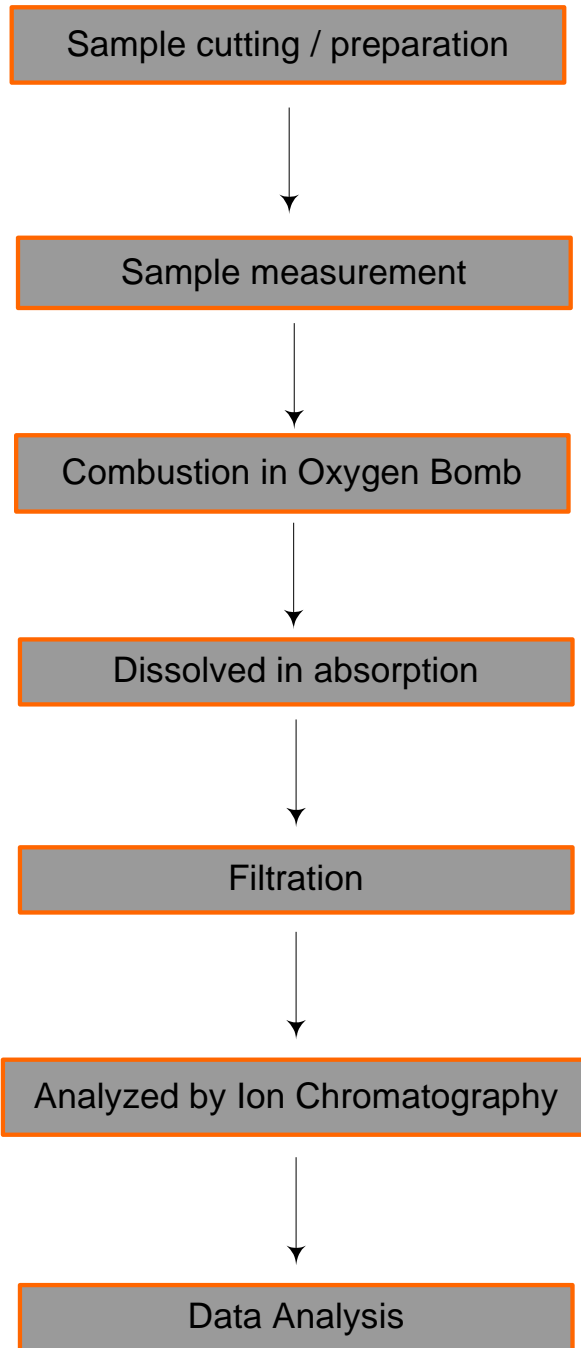 Sample cutting / preparation
Sample measurement
Combustion in Oxygen Bomb
Dissolved in absorption
Filtration
Analyzed by Ion Chromatography
Data Analysis